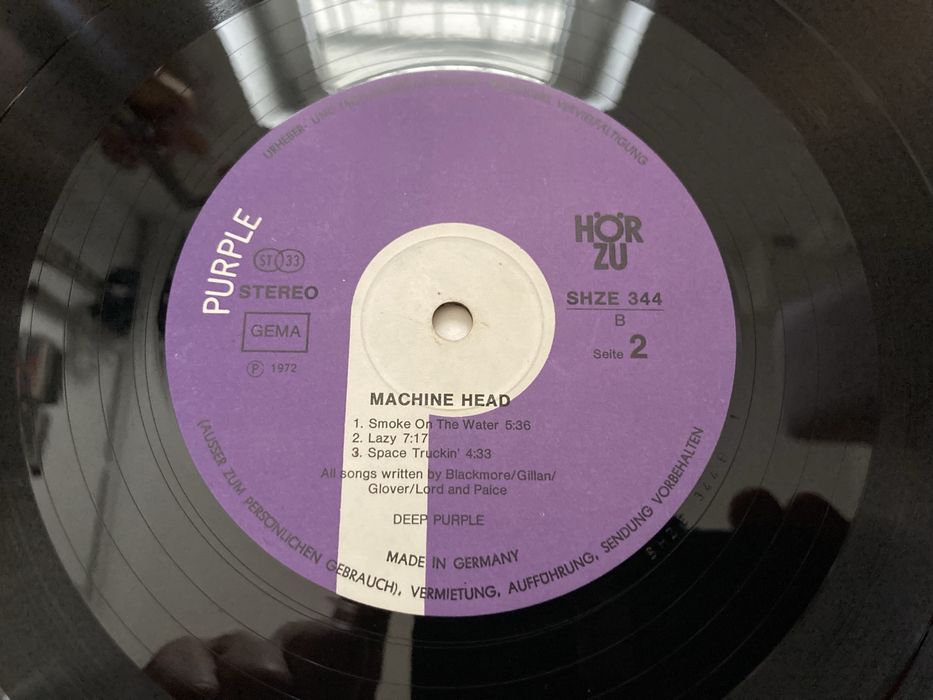 URHEBER- UND
VERVIELFÄLTIGUNG
PURPLE
ST 33
STEREO
GEMA
Ⓟ 1972
HÖR
ZU
SHZE 344
B
Seite 2
MACHINE HEAD
1. Smoke On The Water 5:36
2. Lazy 7:17
3. Space Truckin' 4:33
All songs written by Blackmore/Gillan/
Glover/Lord and Paice
DEEP PURPLE
MADE IN GERMANY
(AUSSER ZUM PERSÖNLICHEN GEBRAUCH), VERMIETUNG, AUFFÜHRUNG, SENDUNG VORBEHALTEN
SHZE 344